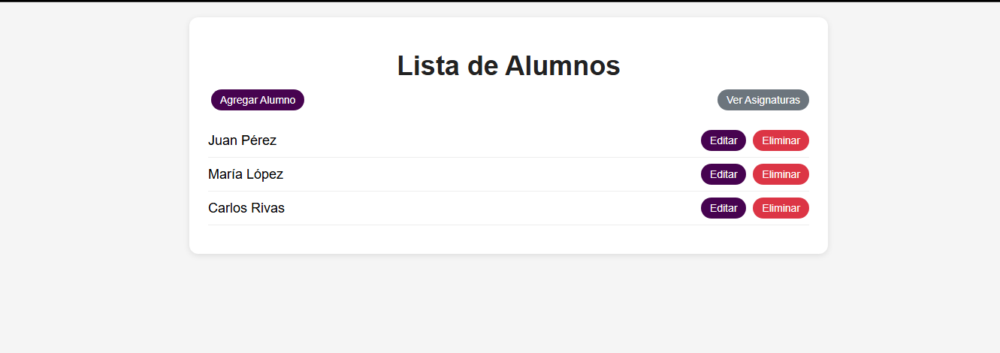 Lista de Alumnos
Agregar Alumno Ver Asignaturas
Juan Pérez Editar Eliminar
María López Editar Eliminar
Carlos Rivas Editar Eliminar